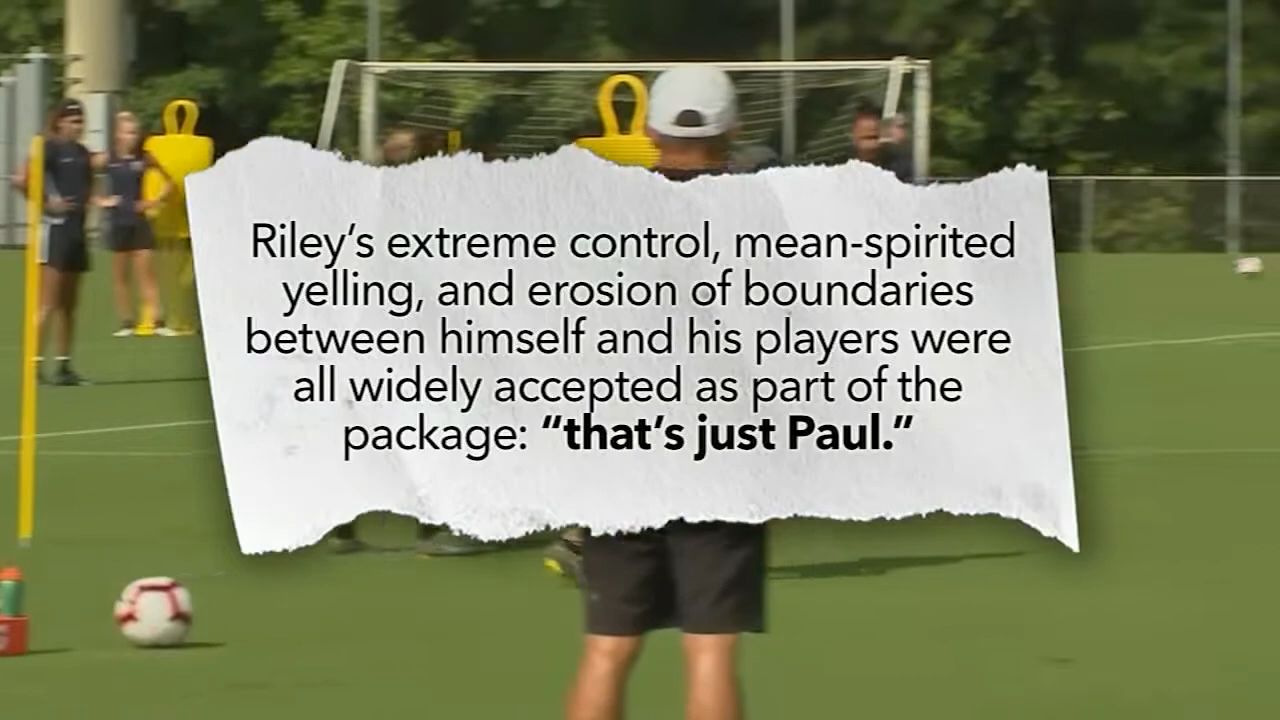 Riley’s extreme control, mean-spirited
yelling, and erosion of boundaries
between himself and his players were
all widely accepted as part of the
package: “that’s just Paul.”